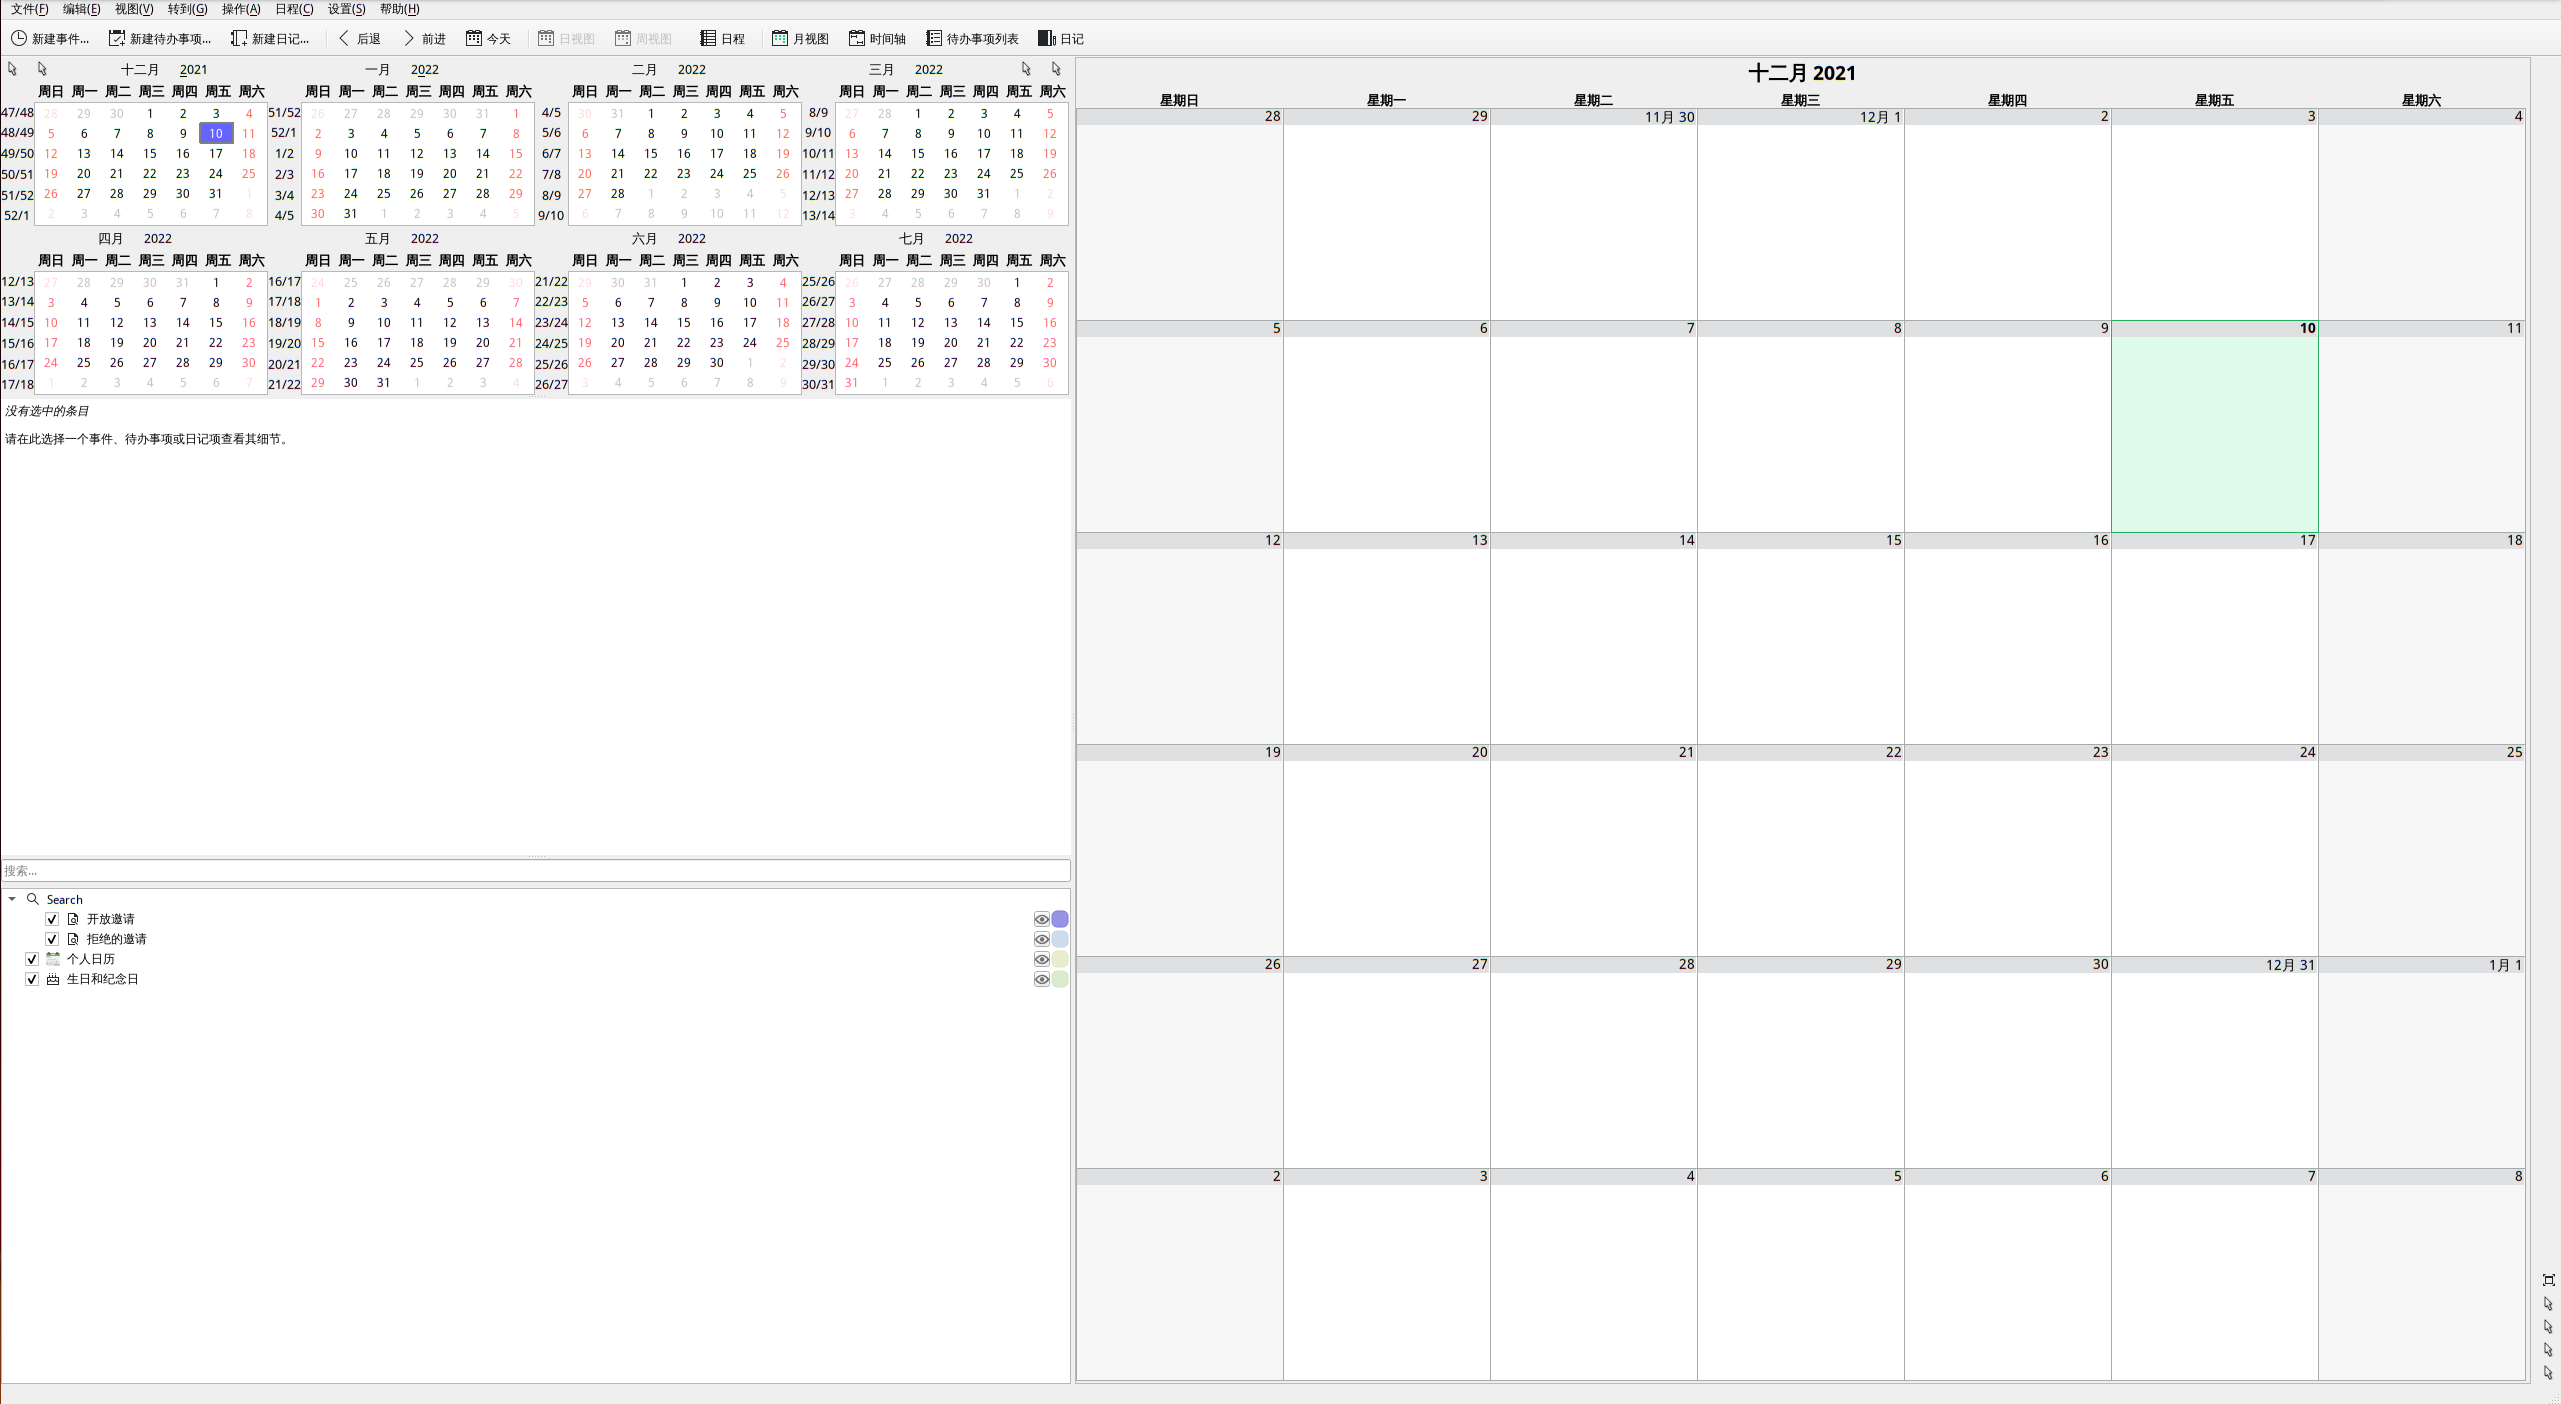 文件(F) 编辑(E) 视图(V) 转到(G) 操作(A) 日程(C) 设置(S) 帮助(H)
新建事件... 新建待办事项... 新建日记... 后退 前进 今天 日视图 周视图 日程 月视图 时间轴 待办事项列表 日记
十二月 2021 一月 2022 二月 2022 三月 2022
周日 周一 周二 周三 周四 周五 周六 周日 周一 周二 周三 周四 周五 周六 周日 周一 周二 周三 周四 周五 周六 周日 周一 周二 周三 周四 周五 周六
47/48 28 29 30 1 2 3 4 51/52 26 27 28 29 30 31 1 4/5 30 31 1 2 3 4 5 8/9 27 28 1 2 3 4 5
48/49 5 6 7 8 9 10 11 52/1 2 3 4 5 6 7 8 5/6 6 7 8 9 10 11 12 9/10 6 7 8 9 10 11 12
49/50 12 13 14 15 16 17 18 1/2 9 10 11 12 13 14 15 6/7 13 14 15 16 17 18 19 10/11 13 14 15 16 17 18 19
50/51 19 20 21 22 23 24 25 2/3 16 17 18 19 20 21 22 7/8 20 21 22 23 24 25 26 11/12 20 21 22 23 24 25 26
51/52 26 27 28 29 30 31 1 3/4 23 24 25 26 27 28 29 8/9 27 28 1 2 3 4 5 12/13 27 28 29 30 31 1 2
52/1 2 3 4 5 6 7 8 4/5 30 31 1 2 3 4 5 9/10 6 7 8 9 10 11 12 13/14 3 4 5 6 7 8 9
四月 2022 五月 2022 六月 2022 七月 2022
周日 周一 周二 周三 周四 周五 周六 周日 周一 周二 周三 周四 周五 周六 周日 周一 周二 周三 周四 周五 周六 周日 周一 周二 周三 周四 周五 周六
12/13 27 28 29 30 31 1 2 16/17 24 25 26 27 28 29 30 21/22 29 30 31 1 2 3 4 25/26 26 27 28 29 30 1 2
13/14 3 4 5 6 7 8 9 17/18 1 2 3 4 5 6 7 22/23 5 6 7 8 9 10 11 26/27 3 4 5 6 7 8 9
14/15 10 11 12 13 14 15 16 18/19 8 9 10 11 12 13 14 23/24 12 13 14 15 16 17 18 27/28 10 11 12 13 14 15 16
15/16 17 18 19 20 21 22 23 19/20 15 16 17 18 19 20 21 24/25 19 20 21 22 23 24 25 28/29 17 18 19 20 21 22 23
16/17 24 25 26 27 28 29 30 20/21 22 23 24 25 26 27 28 25/26 26 27 28 29 30 1 2 29/30 24 25 26 27 28 29 30
17/18 1 2 3 4 5 6 7 21/22 29 30 31 1 2 3 4 26/27 3 4 5 6 7 8 9 30/31 31 1 2 3 4 5 6
没有选中的条目
请在此选择一个事件、待办事项或日记项查看其细节。
搜索...
Search
开放邀请
拒绝的邀请
个人日历
生日和纪念日
十二月 2021
星期日 星期一 星期二 星期三 星期四 星期五 星期六
28 29 11月 30 12月 1 2 3 4
5 6 7 8 9 10 11
12 13 14 15 16 17 18
19 20 21 22 23 24 25
26 27 28 29 30 12月 31 1月 1
2 3 4 5 6 7 8